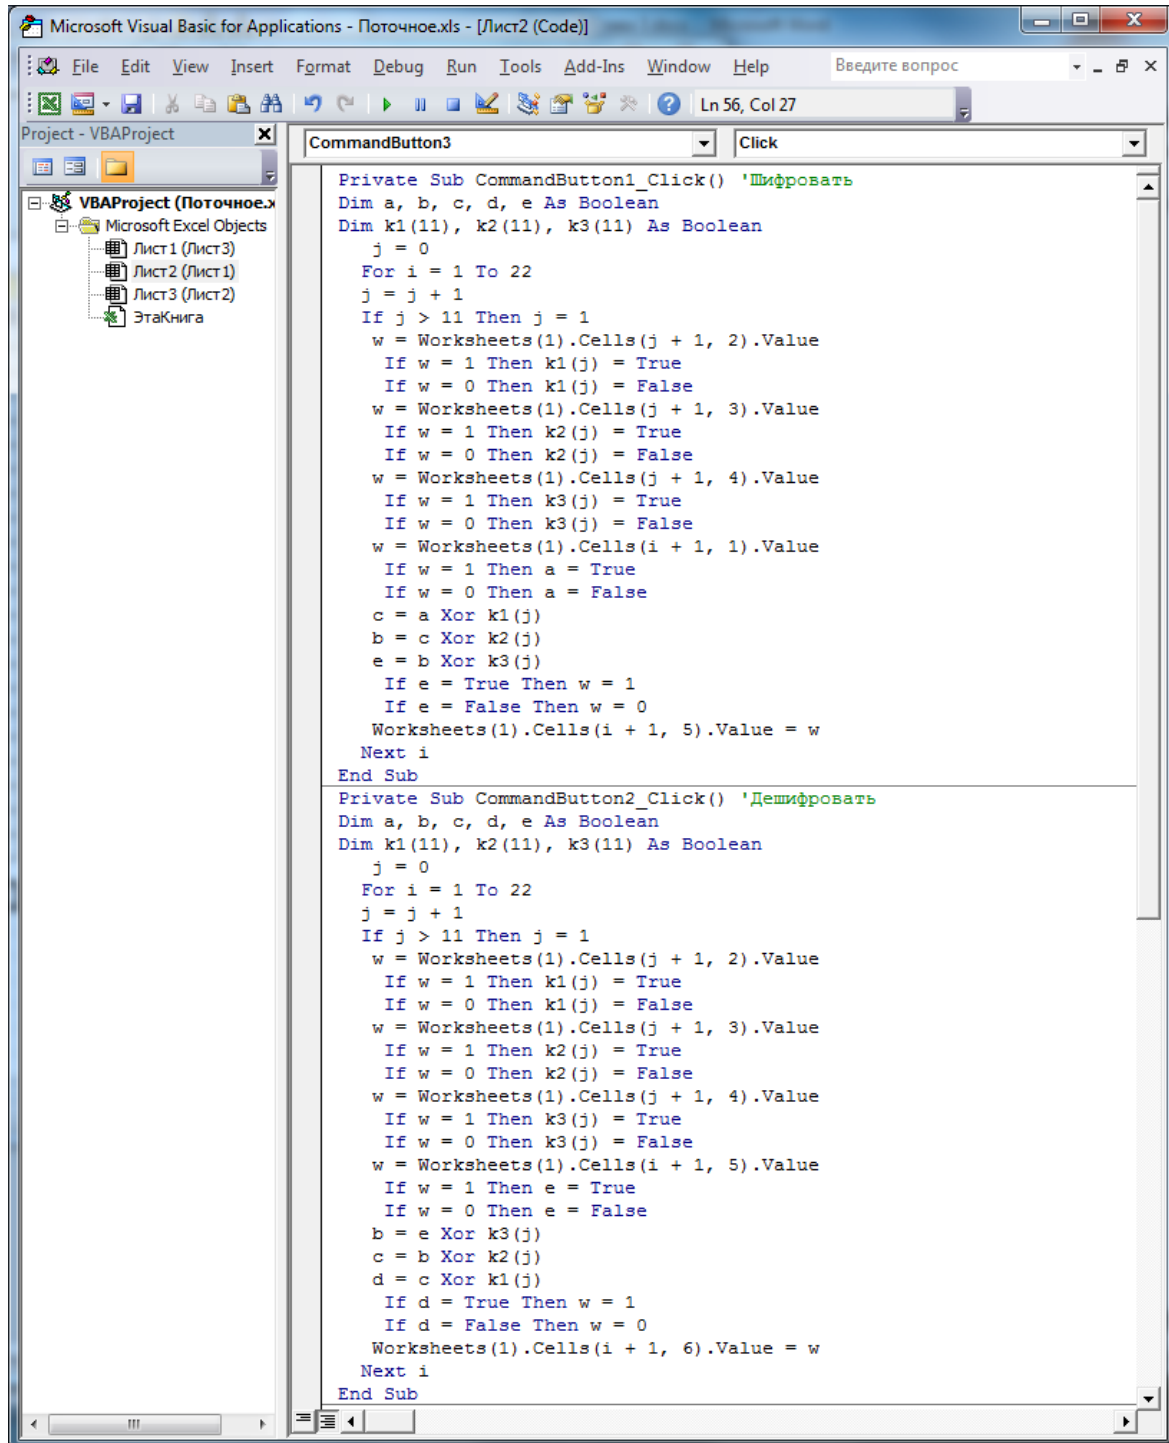 Microsoft Visual Basic for Applications - Поточное.xls - [Лист2 (Code)]
File Edit View Insert Format Debug Run Tools Add-Ins Window Help Введите вопрос
Ln 56, Col 27
Project - VBAProject
CommandButton3 Click
VBAProject (Поточное.x
Microsoft Excel Objects
Лист1 (Лист3)
Лист2 (Лист1)
Лист3 (Лист2)
ЭтаКнига
Private Sub CommandButton1_Click() 'Шифровать
Dim a, b, c, d, e As Boolean
Dim k1(11), k2(11), k3(11) As Boolean
j = 0
For i = 1 To 22
j = j + 1
If j > 11 Then j = 1
w = Worksheets(1).Cells(j + 1, 2).Value
If w = 1 Then k1(j) = True
If w = 0 Then k1(j) = False
w = Worksheets(1).Cells(j + 1, 3).Value
If w = 1 Then k2(j) = True
If w = 0 Then k2(j) = False
w = Worksheets(1).Cells(j + 1, 4).Value
If w = 1 Then k3(j) = True
If w = 0 Then k3(j) = False
w = Worksheets(1).Cells(i + 1, 1).Value
If w = 1 Then a = True
If w = 0 Then a = False
c = a Xor k1(j)
b = c Xor k2(j)
e = b Xor k3(j)
If e = True Then w = 1
If e = False Then w = 0
Worksheets(1).Cells(i + 1, 5).Value = w
Next i
End Sub
Private Sub CommandButton2_Click() 'Дешифровать
Dim a, b, c, d, e As Boolean
Dim k1(11), k2(11), k3(11) As Boolean
j = 0
For i = 1 To 22
j = j + 1
If j > 11 Then j = 1
w = Worksheets(1).Cells(j + 1, 2).Value
If w = 1 Then k1(j) = True
If w = 0 Then k1(j) = False
w = Worksheets(1).Cells(j + 1, 3).Value
If w = 1 Then k2(j) = True
If w = 0 Then k2(j) = False
w = Worksheets(1).Cells(j + 1, 4).Value
If w = 1 Then k3(j) = True
If w = 0 Then k3(j) = False
w = Worksheets(1).Cells(i + 1, 5).Value
If w = 1 Then e = True
If w = 0 Then e = False
b = e Xor k3(j)
c = b Xor k2(j)
d = c Xor k1(j)
If d = True Then w = 1
If d = False Then w = 0
Worksheets(1).Cells(i + 1, 6).Value = w
Next i
End Sub